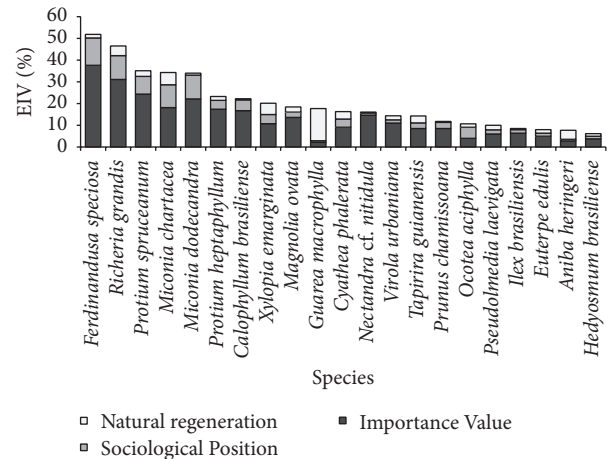 60
50
40
30
20
10
0
EIV (%)
Ferdinandusa speciosa
Richeria grandis
Protium spruceanum
Miconia chartacea
Miconia dodecandra
Protium heptaphyllum
Calophyllum brasiliense
Xylopia emarginata
Magnolia ovata
Guarea macrophylla
Cyathea phalerata
Nectandra cf. nitidula
Virola urbaniana
Tapirira guianensis
Prunus chamissoana
Ocotea aciphylla
Pseudolmedia laevigata
Ilex brasiliensis
Euterpe edulis
Aniba heringeri
Hedyosmum brasiliense
Species
Natural regeneration
Importance Value
Sociological Position